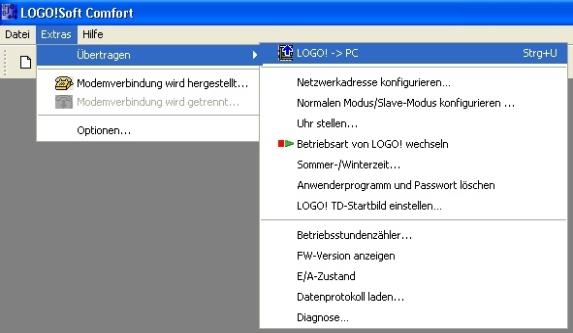 LOGO!Soft Comfort
Datei Extras Hilfe
Übertragen
Modemverbindung wird hergestellt...
Modemverbindung wird getrennt...
Optionen...
LOGO! -> PC Strg+U
Netzwerkadresse konfigurieren...
Normalen Modus/Slave-Modus konfigurieren ...
Uhr stellen...
Betriebsart von LOGO! wechseln
Sommer-/Winterzeit...
Anwenderprogramm und Passwort löschen
LOGO! TD-Startbild einstellen...
Betriebsstundenzähler...
FW-Version anzeigen
E/A-Zustand
Datenprotokoll laden...
Diagnose...